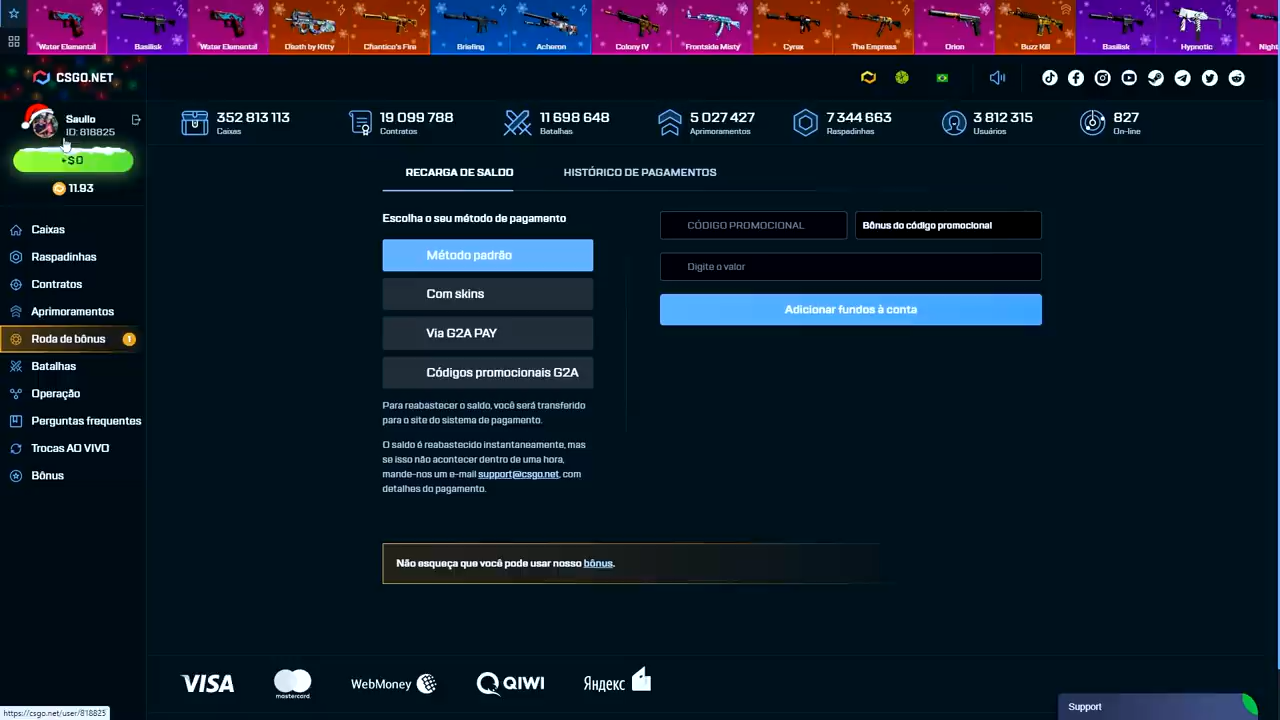 Water Elemental
Basilisk
Water Elemental
Death by Kitty
Chantico's Fire
Briefing
Acheron
Colony IV
Frontside Misty
Cyrex
The Empress
Orion
Buzz Kill
Basilisk
Hypnotic
Night
CSGO.NET
Saullo
ID: 818825
+$0
11.93
352 813 113
Caixas
19 099 788
Contratos
11 698 648
Batalhas
5 027 427
Aprimoramentos
7 344 663
Raspadinhas
3 812 315
Usuários
827
On-line
Caixas
Raspadinhas
Contratos
Aprimoramentos
Roda de bônus 1
Batalhas
Operação
Perguntas frequentes
Trocas AO VIVO
Bônus
RECARGA DE SALDO
HISTÓRICO DE PAGAMENTOS
Escolha o seu método de pagamento
Método padrão
Com skins
Via G2A PAY
Códigos promocionais G2A
Para reabastecer o saldo, você será transferido
para o site do sistema de pagamento.
O saldo é reabastecido instantaneamente, mas
se isso não acontecer dentro de uma hora,
mande-nos um e-mail support@csgo.net, com
detalhes do pagamento.
CÓDIGO PROMOCIONAL
Bônus do código promocional
Digite o valor
Adicionar fundos à conta
Não esqueça que você pode usar nosso bônus.
VISA
mastercard
WebMoney
QIWI
Яндекс
Support
https://csgo.net/user/818825